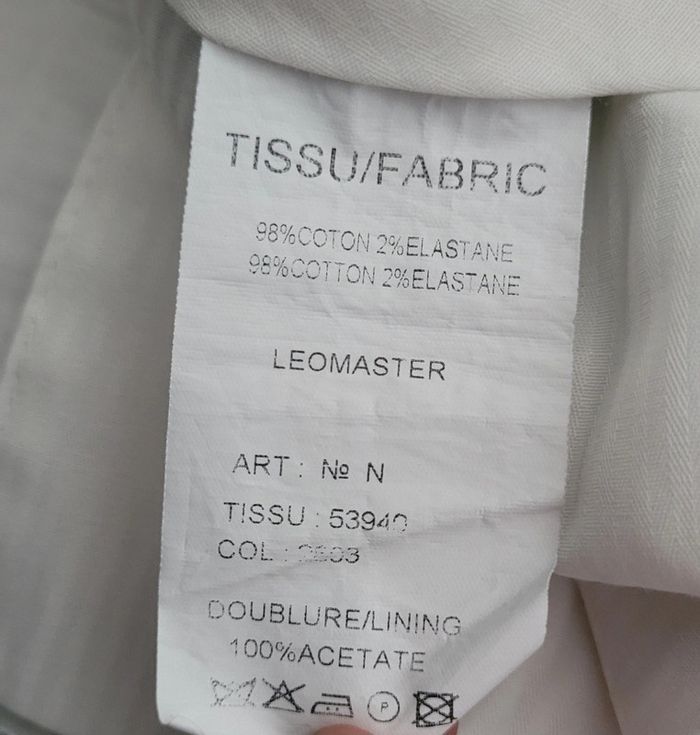 TISSU/FABRIC
98%COTON 2%ELASTANE
98%COTTON 2%ELASTANE
LEOMASTER
ART : № N
TISSU : 53940
COL :
DOUBLURE/LINING
100%ACETATE
P